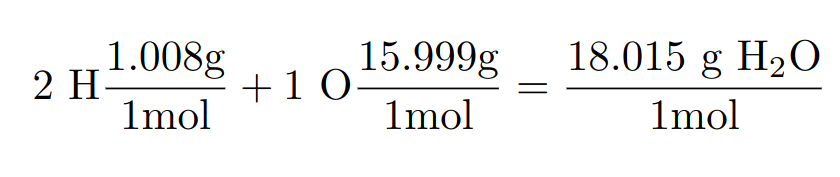 2 H 1.008g/1mol + 1 O 15.999g/1mol = 18.015 g H₂O/1mol